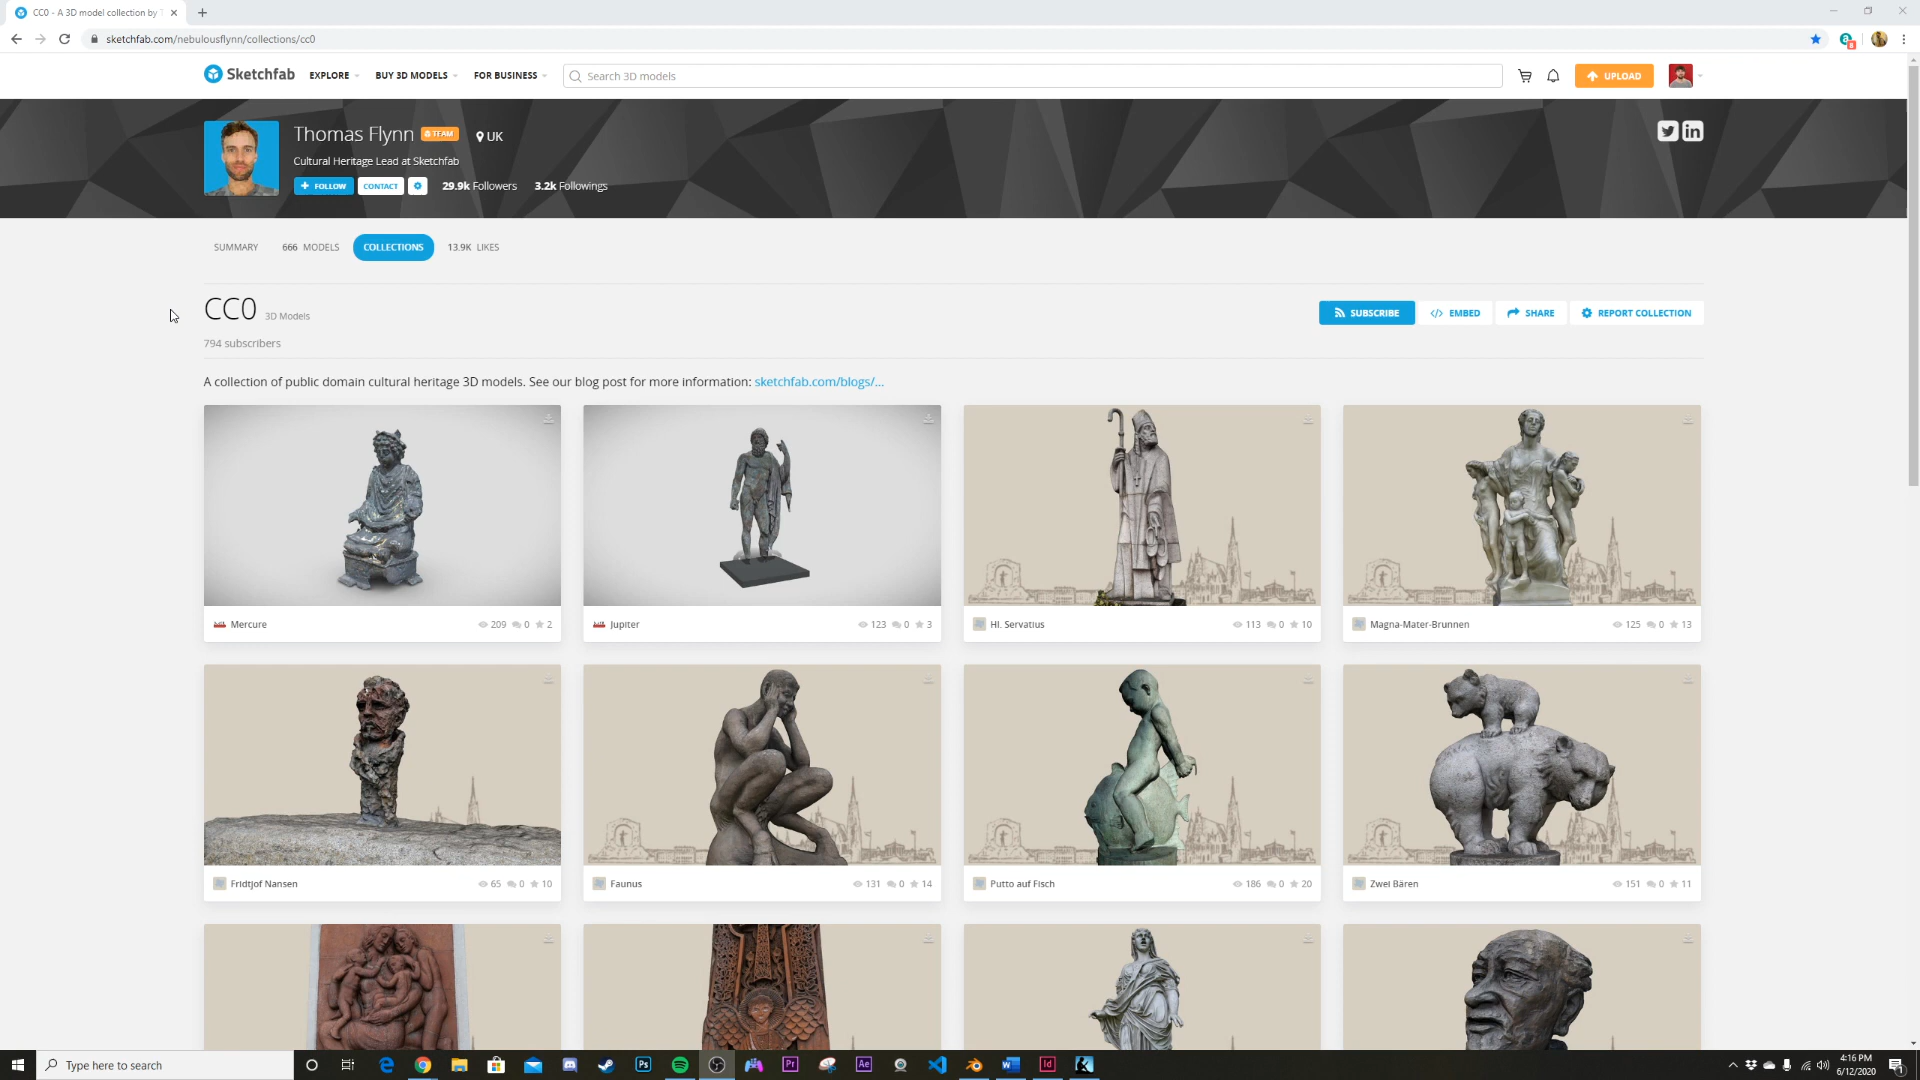 CC0 - A 3D model collection by
sketchfab.com/nebulousflynn/collections/cc0
Sketchfab
EXPLORE
BUY 3D MODELS
FOR BUSINESS
Search 3D models
UPLOAD
Thomas Flynn
TEAM
UK
Cultural Heritage Lead at Sketchfab
+ FOLLOW
CONTACT
29.9k Followers
3.2k Followings
SUMMARY
666 MODELS
COLLECTIONS
13.9K LIKES
CC0 3D Models
794 subscribers
SUBSCRIBE
</> EMBED
SHARE
REPORT COLLECTION
A collection of public domain cultural heritage 3D models. See our blog post for more information: sketchfab.com/blogs/...
Mercure 209 0 2
Jupiter 123 0 3
Hl. Servatius 113 0 10
Magna-Mater-Brunnen 125 0 13
Fridtjof Nansen 65 0 10
Faunus 131 0 14
Putto auf Fisch 186 0 20
Zwei Bären 151 0 11
Type here to search
Ps
Pr
Ae
Id
4:16 PM
6/12/2020